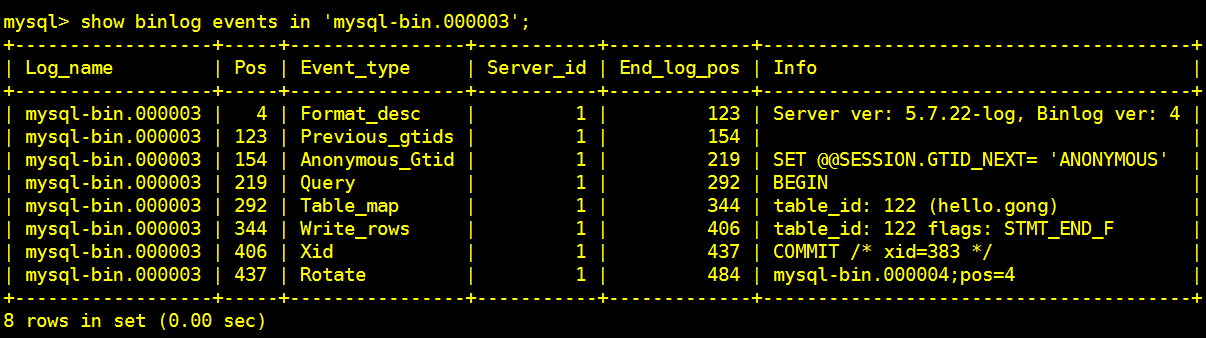 mysql> show binlog events in 'mysql-bin.000003';
+------------------+-----+----------------+-----------+-------------+---------------------------------------+
| Log_name         | Pos | Event_type     | Server_id | End_log_pos | Info                                  |
+------------------+-----+----------------+-----------+-------------+---------------------------------------+
| mysql-bin.000003 |   4 | Format_desc    |         1 |         123 | Server ver: 5.7.22-log, Binlog ver: 4 |
| mysql-bin.000003 | 123 | Previous_gtids |         1 |         154 |                                       |
| mysql-bin.000003 | 154 | Anonymous_Gtid |         1 |         219 | SET @@SESSION.GTID_NEXT= 'ANONYMOUS'  |
| mysql-bin.000003 | 219 | Query          |         1 |         292 | BEGIN                                 |
| mysql-bin.000003 | 292 | Table_map      |         1 |         344 | table_id: 122 (hello.gong)            |
| mysql-bin.000003 | 344 | Write_rows     |         1 |         406 | table_id: 122 flags: STMT_END_F       |
| mysql-bin.000003 | 406 | Xid            |         1 |         437 | COMMIT /* xid=383 */                  |
| mysql-bin.000003 | 437 | Rotate         |         1 |         484 | mysql-bin.000004;pos=4                |
+------------------+-----+----------------+-----------+-------------+---------------------------------------+
8 rows in set (0.00 sec)